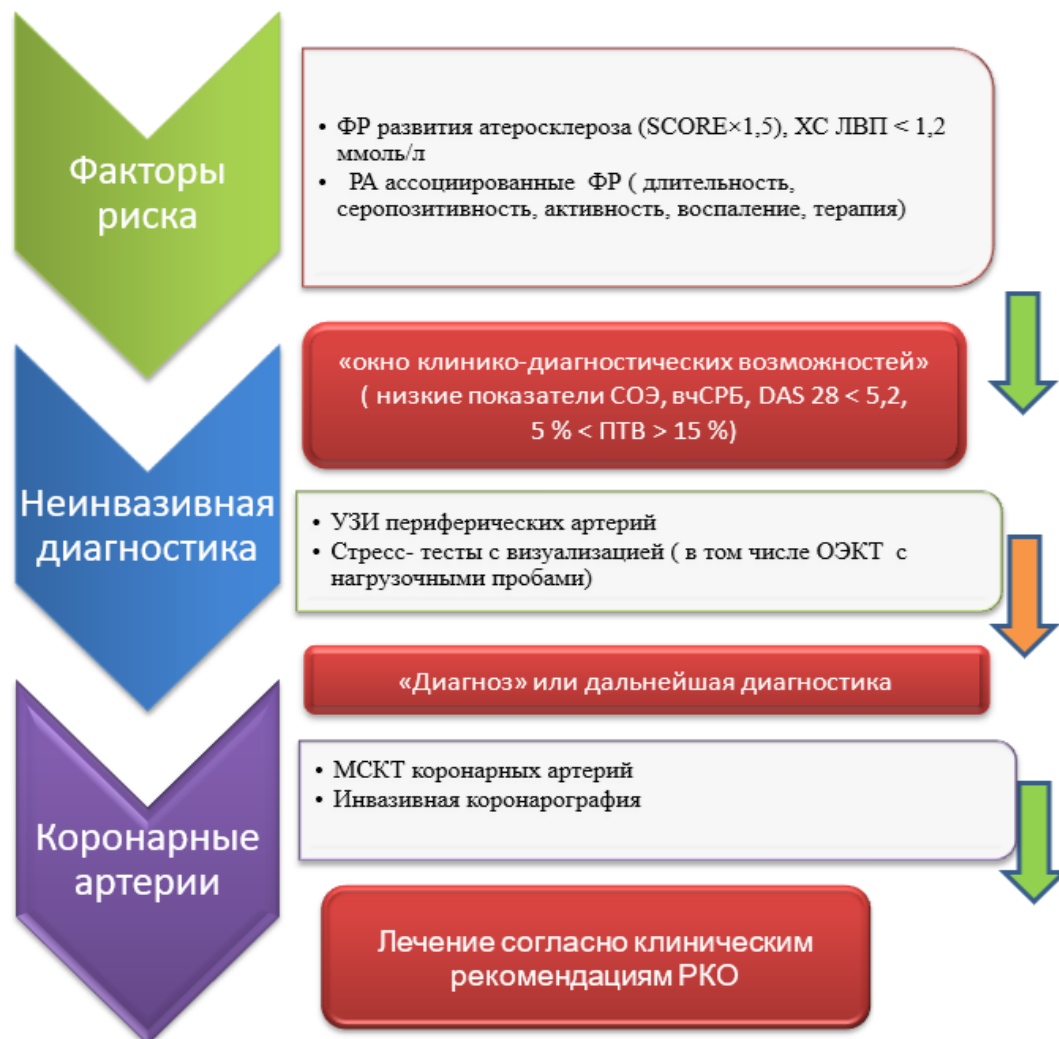 Факторы
риска
• ФР развития атеросклероза (SCORE×1,5), ХС ЛВП < 1,2
ммоль/л
• РА ассоциированные ФР ( длительность,
серопозитивность, активность, воспаление, терапия)
«окно клинико-диагностических возможностей»
( низкие показатели СОЭ, вчСРБ, DAS 28 < 5,2,
5 % < ПТВ > 15 %)
Неинвазивная
диагностика
• УЗИ периферических артерий
• Стресс- тесты с визуализацией ( в том числе ОЭКТ с
нагрузочными пробами)
«Диагноз» или дальнейшая диагностика
Коронарные
артерии
• МСКТ коронарных артерий
• Инвазивная коронарография
Лечение согласно клиническим
рекомендациям РКО